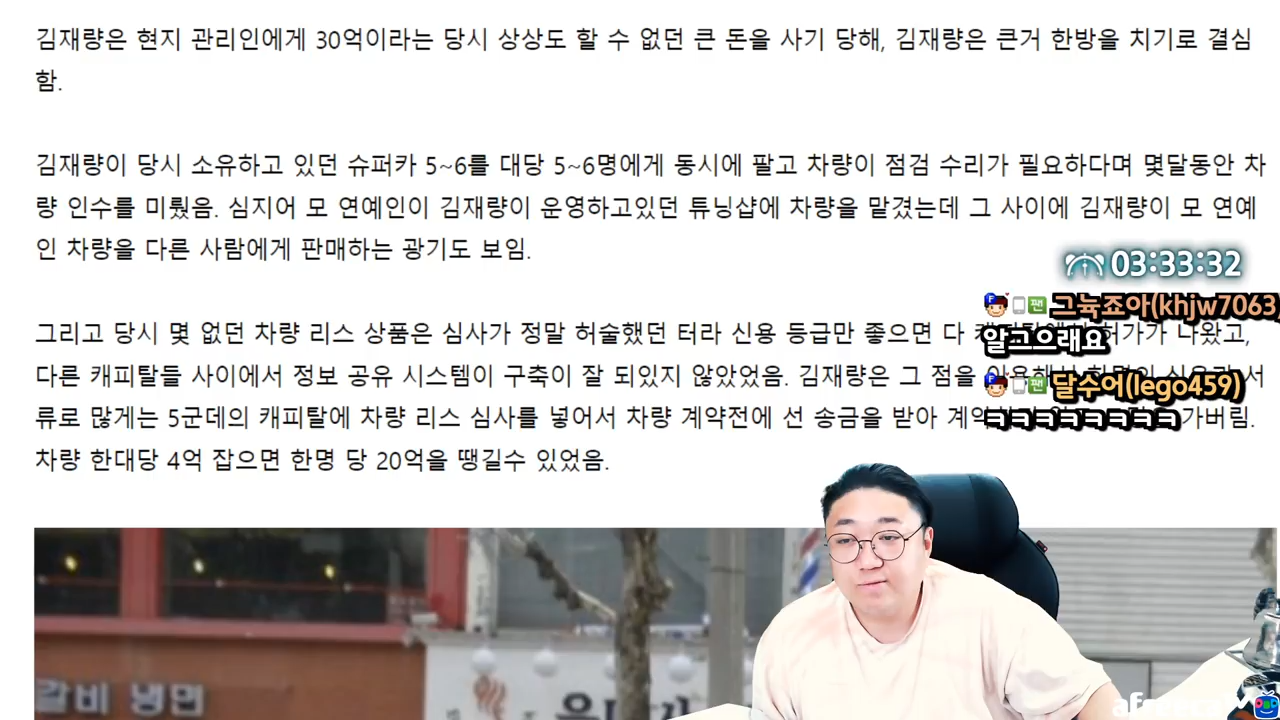 김재량은 현지 관리인에게 30억이라는 당시 상상도 할 수 없던 큰 돈을 사기 당해, 김재량은 큰거 한방을 치기로 결심
함.
김재량이 당시 소유하고 있던 슈퍼카 5~6를 대당 5~6명에게 동시에 팔고 차량이 점검 수리가 필요하다며 몇달동안 차
량 인수를 미뤘음. 심지어 모 연예인이 김재량이 운영하고있던 튜닝샵에 차량을 맡겼는데 그 사이에 김재량이 모 연예
인 차량을 다른 사람에게 판매하는 광기도 보임.
03:33:32
그뉵죠아(khjw7063)
알그으래요
그리고 당시 몇 없던 차량 리스 상품은 심사가 정말 허술했던 터라 신용 등급만 좋으면 다 허가가 나왔고,
다른 캐피탈들 사이에서 정보 공유 시스템이 구축이 잘 되있지 않았었음. 김재량은 그 점을 서
달수어(lego459)
류로 많게는 5군데의 캐피탈에 차량 리스 심사를 넣어서 차량 계약전에 선 송금을 받아 가버림.
ㅋㅋㅋㅋㅋㅋㅋㅋ
차량 한대당 4억 잡으면 한명 당 20억을 땡길수 있었음.
갈비 냉면